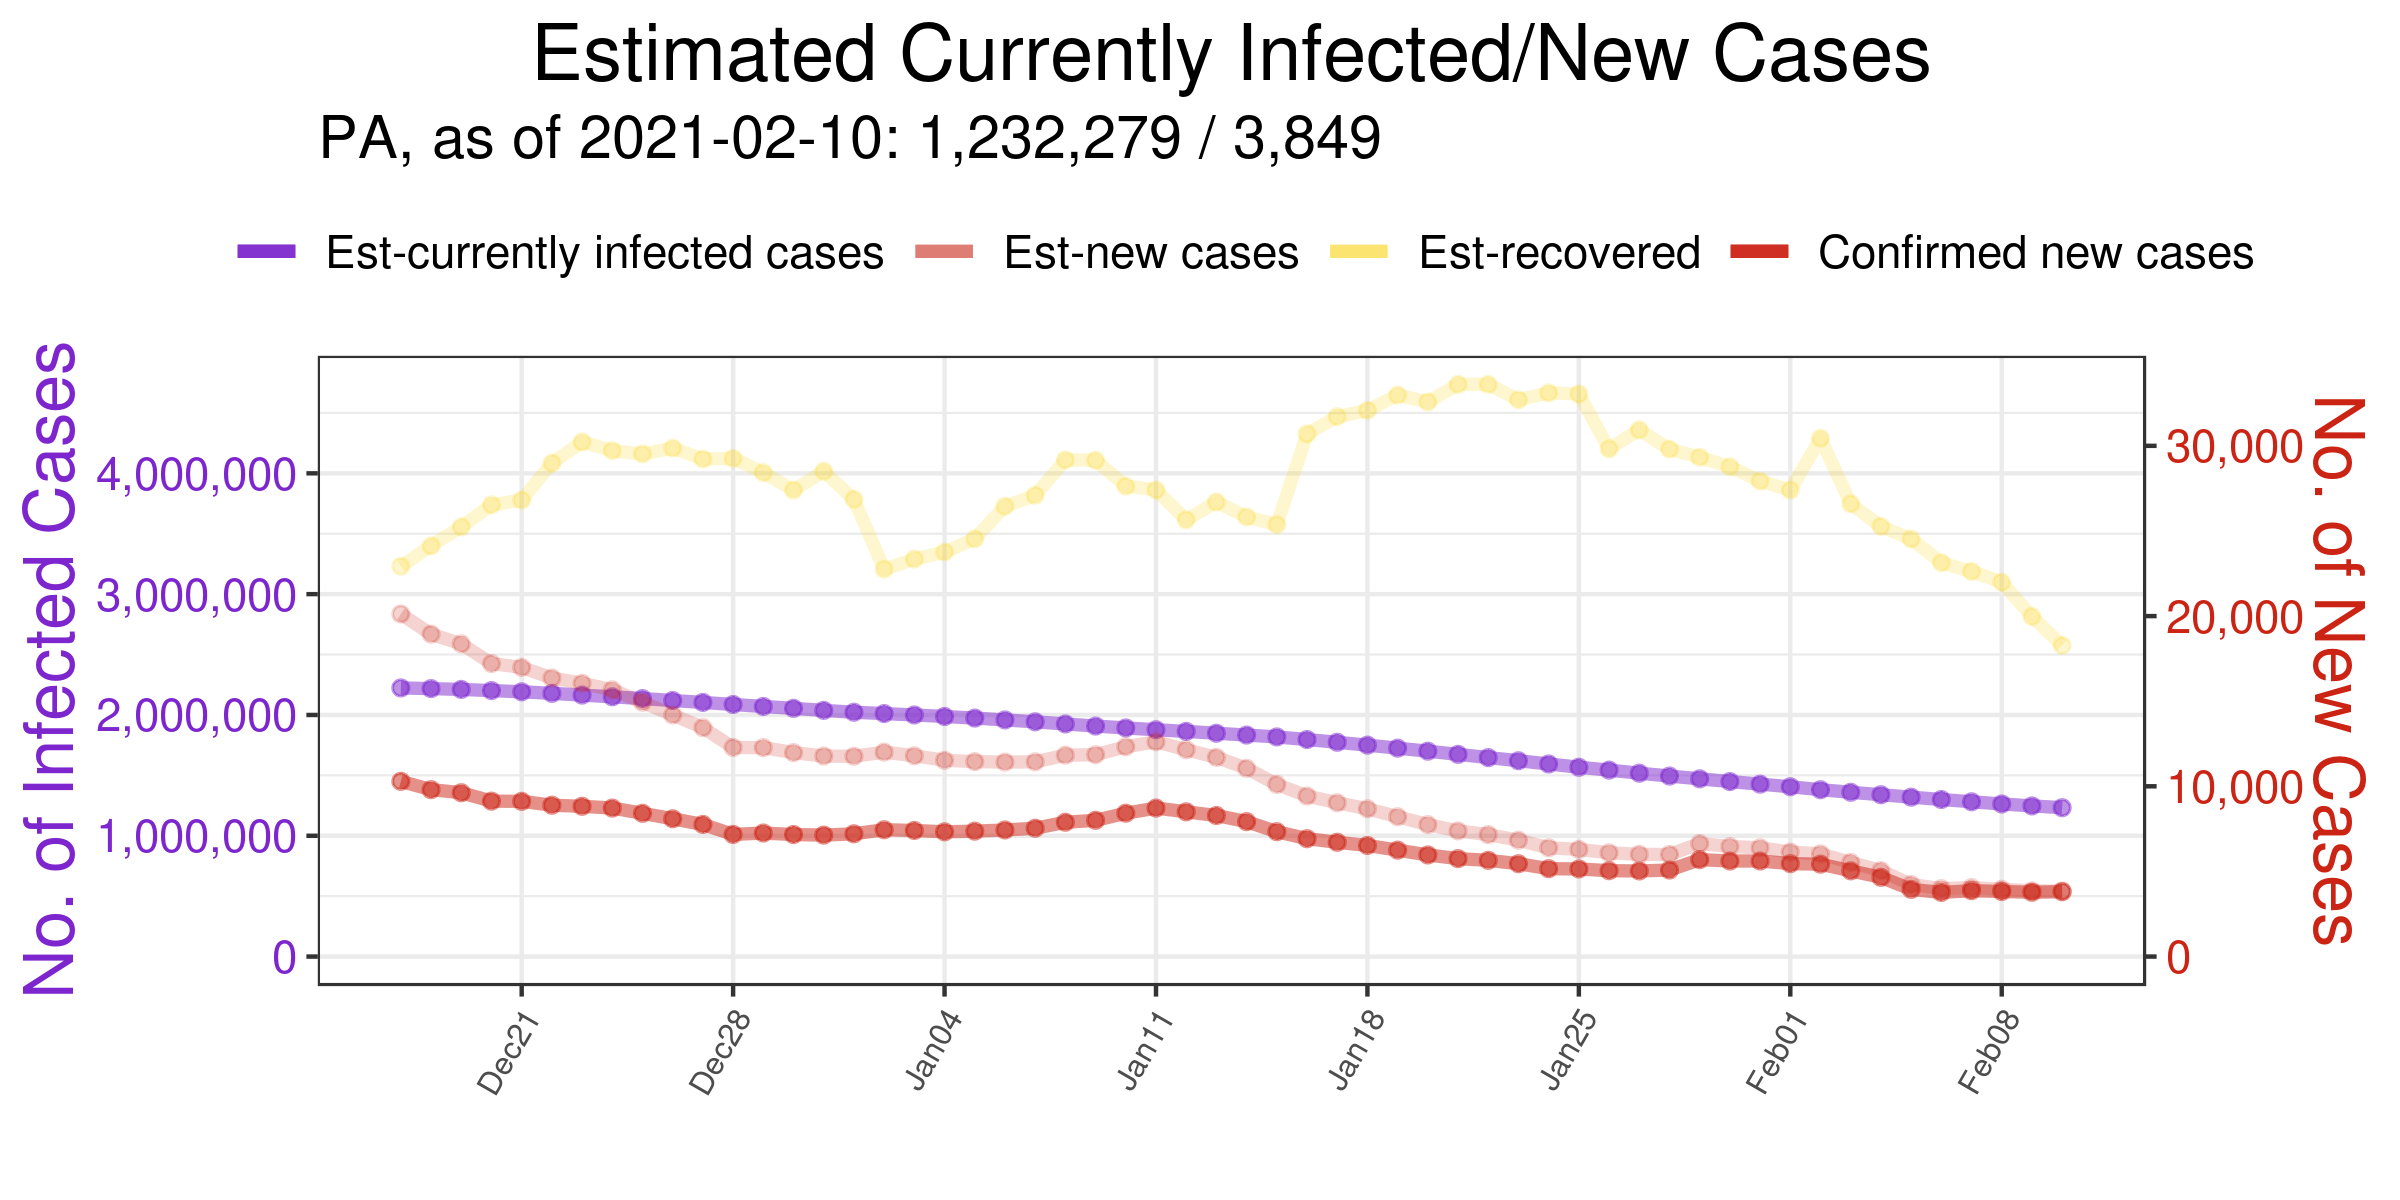 Estimated Currently Infected/New Cases
PA, as of 2021-02-10: 1,232,279 / 3,849
Est-currently infected cases Est-new cases Est-recovered Confirmed new cases
No. of Infected Cases
4,000,000
3,000,000
2,000,000
1,000,000
0
30,000
20,000
10,000
0
No. of New Cases
Dec21 Dec28 Jan04 Jan11 Jan18 Jan25 Feb01 Feb08